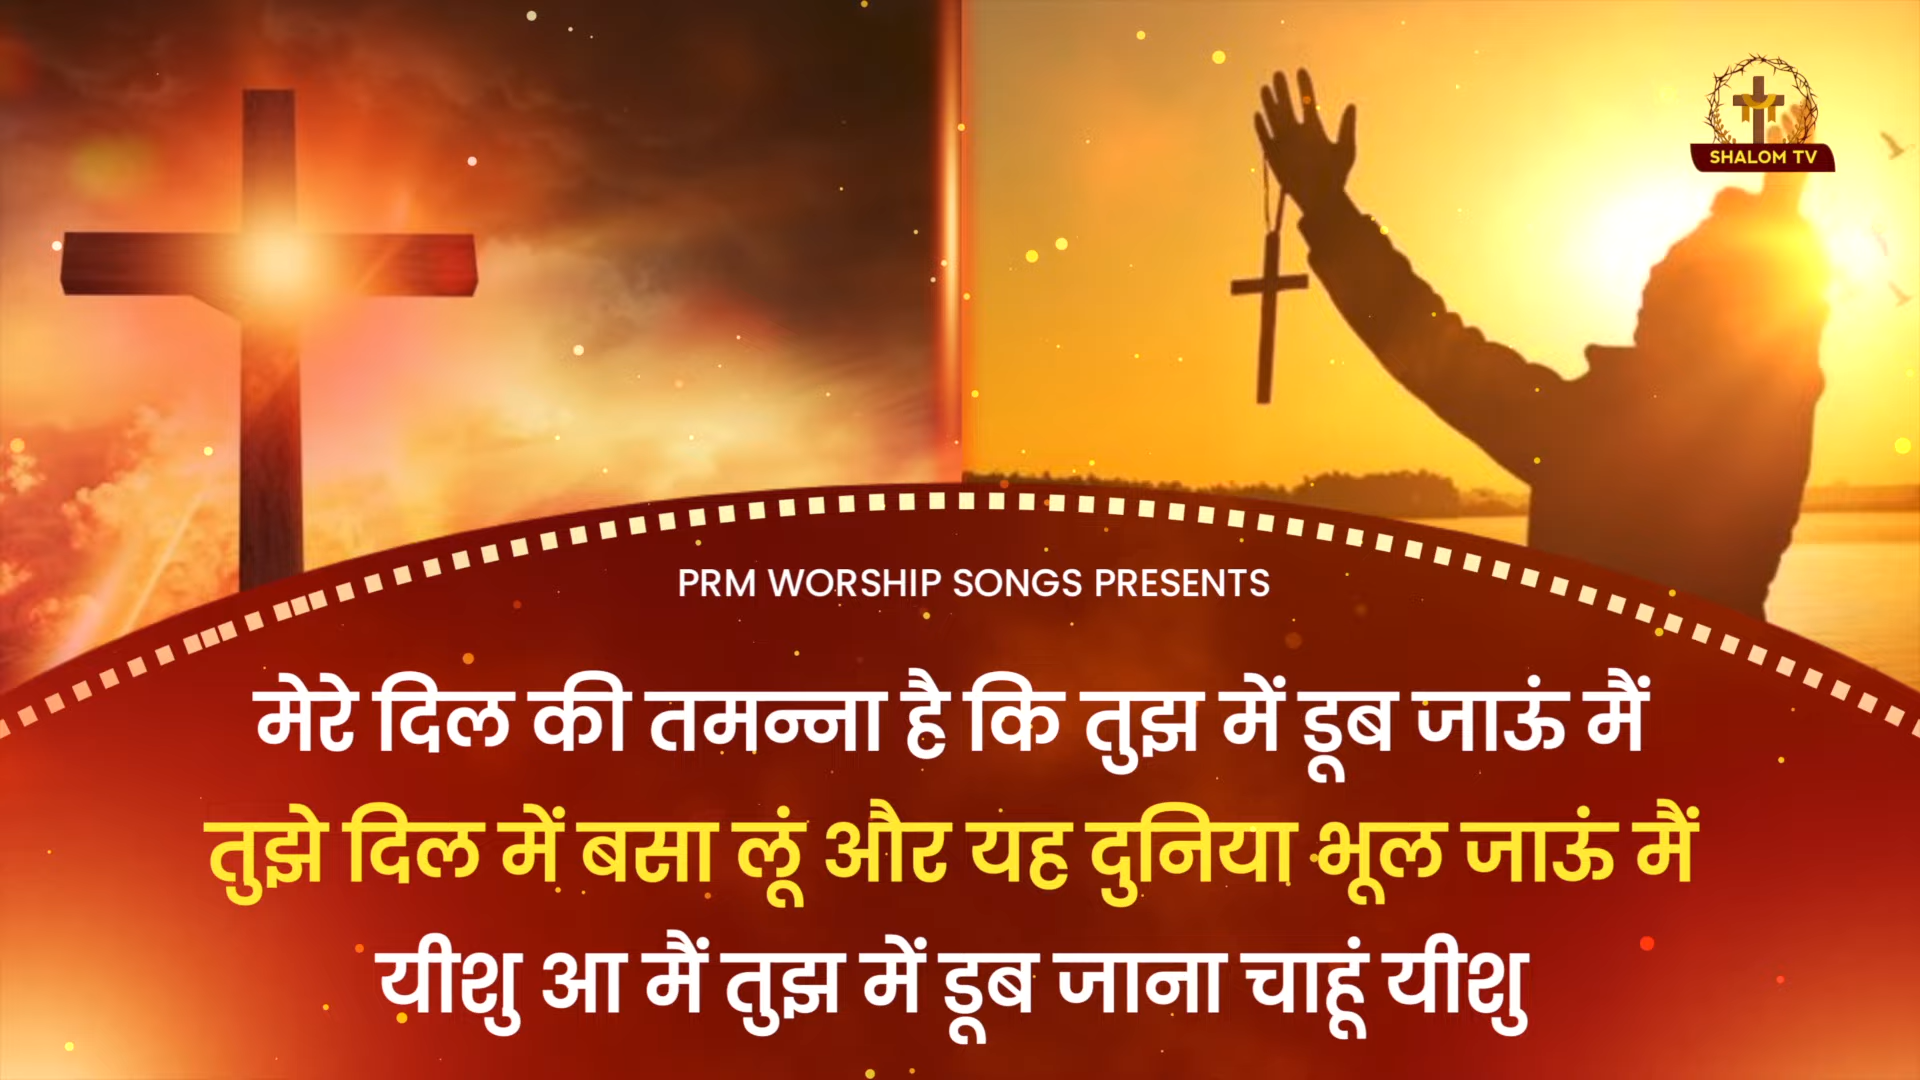 SHALOM TV
PRM WORSHIP SONGS PRESENTS
मेरे दिल की तमन्ना है कि तुझ में डूब जाऊं मैं
तुझे दिल में बसा लूं और यह दुनिया भूल जाऊं मैं
यीशु आ मैं तुझ में डूब जाना चाहूं यीशु